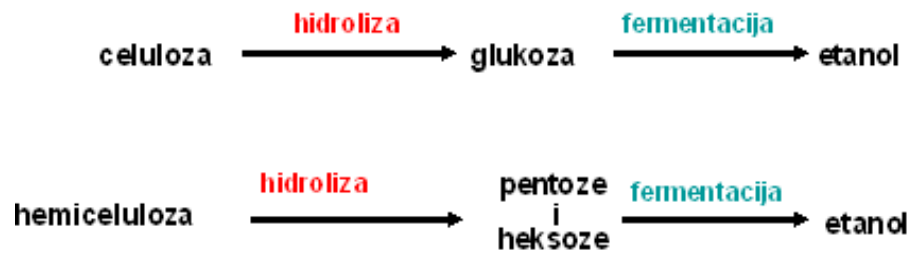 hidroliza fermentacija
celuloza glukoza etanol
hidroliza pentoze fermentacija
hemiceluloza i etanol
heksoze